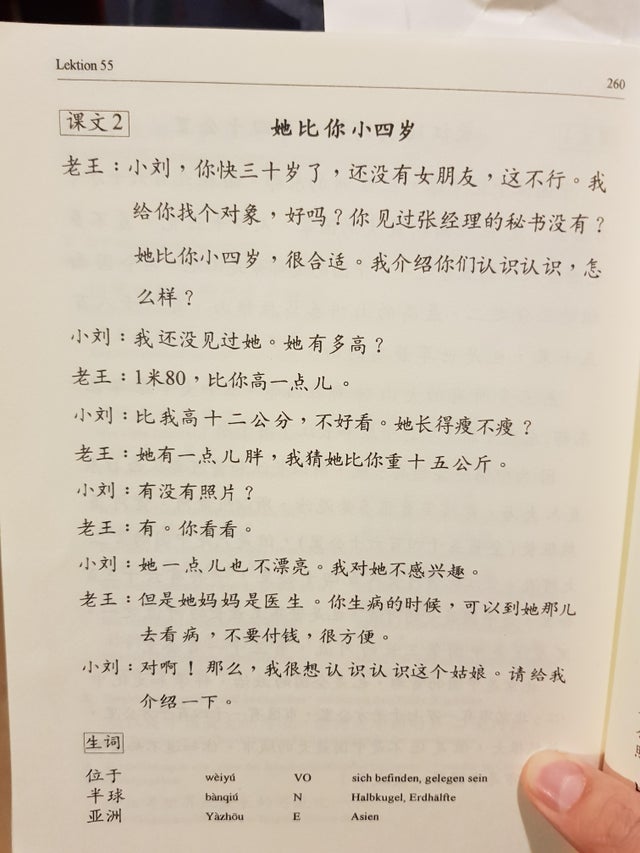 Lektion 55
260
课文2 她比你小四岁
老王：小刘，你快三十岁了，还没有女朋友，这不行。我
给你找个对象，好吗？你见过张经理的秘书没有？
她比你小四岁，很合适。我介绍你们认识认识，怎
么样？
小刘：我还没见过她。她有多高？
老王：1米80，比你高一点儿。
小刘：比我高十二公分，不好看。她长得瘦不瘦？
老王：她有一点儿胖，我猜她比你重十五公斤。
小刘：有没有照片？
老王：有。你看看。
小刘：她一点儿也不漂亮。我对她不感兴趣。
老王：但是她妈妈是医生。你生病的时候，可以到她那儿
去看病，不要付钱，很方便。
小刘：对啊！那么，我很想认识认识这个姑娘。请给我
介绍一下。
生词
位于 wèiyú VO sich befinden, gelegen sein
半球 bànqiú N Halbkugel, Erdhälfte
亚洲 Yàzhōu E Asien